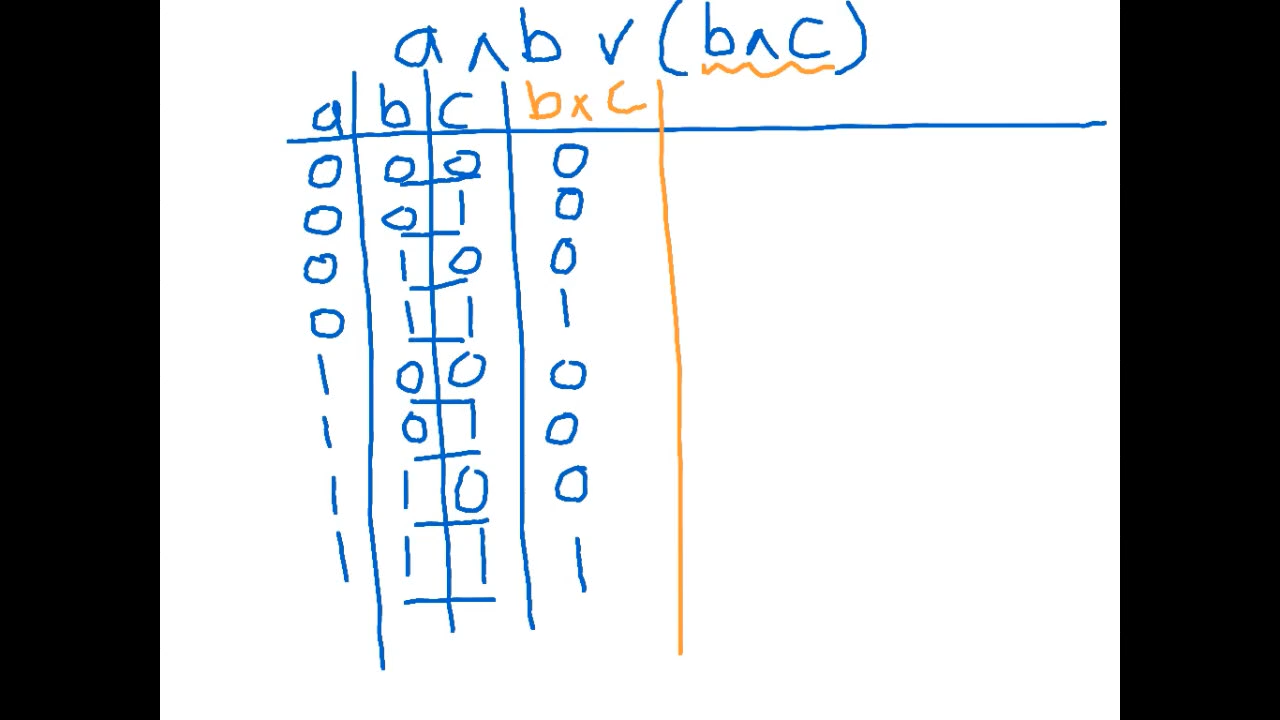 a ∧ b ∨ (b ∧ c)
a b c b x c
0 0 0 0
0 0 1 0
0 1 0 0
0 1 1 1
1 0 0 0
1 0 1 0
1 1 0 0
1 1 1 1